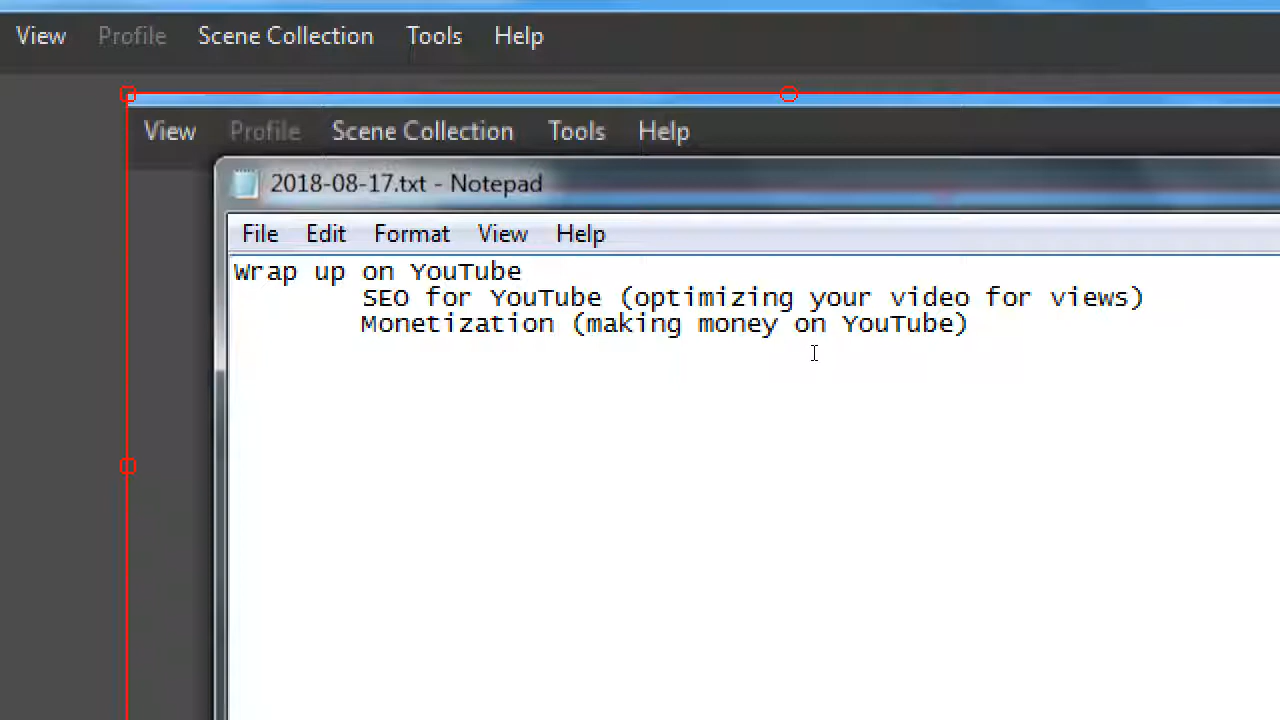 View Profile Scene Collection Tools Help
View Profile Scene Collection Tools Help
2018-08-17.txt - Notepad
File Edit Format View Help
Wrap up on YouTube
SEO for YouTube (optimizing your video for views)
Monetization (making money on YouTube)